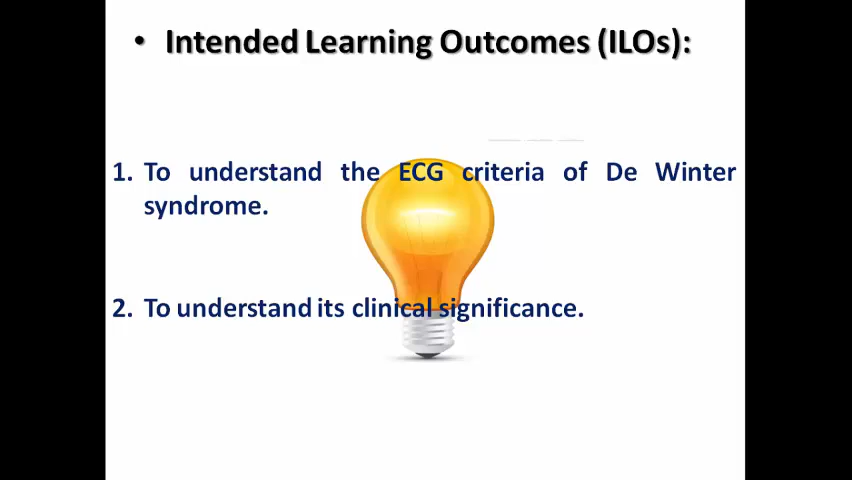 • Intended Learning Outcomes (ILOs):
1. To understand the ECG criteria of De Winter
syndrome.
2. To understand its clinical significance.